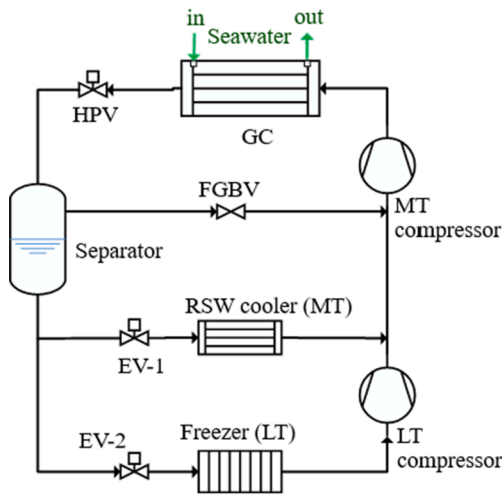 in out
Seawater
HPV
GC
FGBV
MT
compressor
Separator
RSW cooler (MT)
EV-1
EV-2
Freezer (LT)
LT
compressor